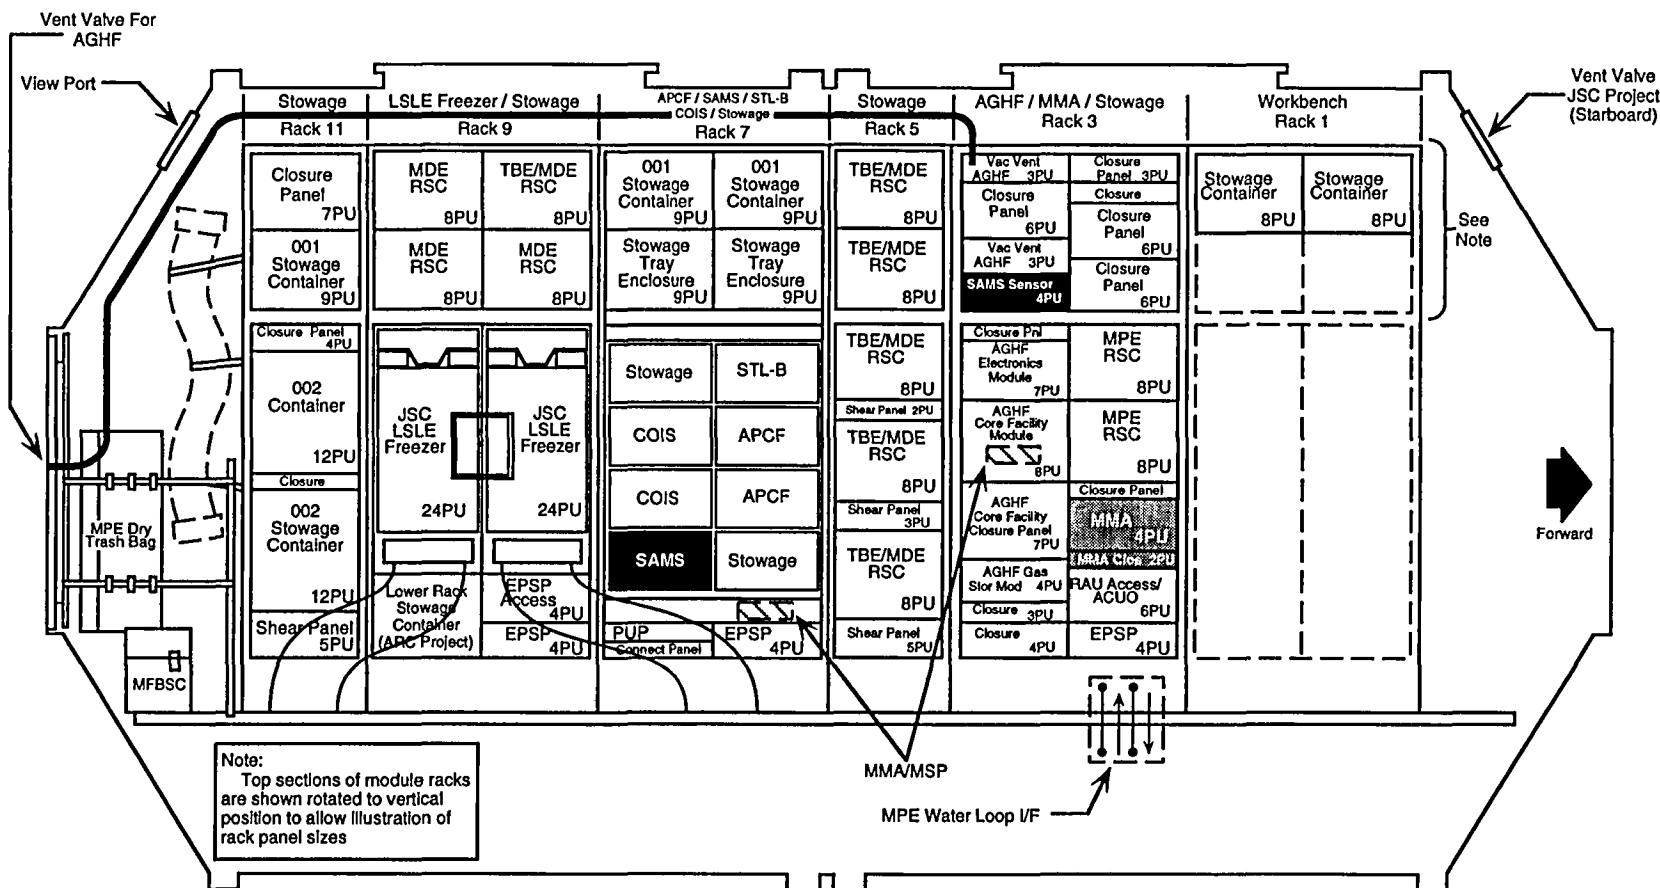 Vent Valve For
AGHF
View Port
Vent Valve
JSC Project
(Starboard)
Stowage
Rack 11
LSLE Freezer / Stowage
Rack 9
APCF / SAMS / STL-B
COIS / Stowage
Rack 7
Stowage
Rack 5
AGHF / MMA / Stowage
Rack 3
Workbench
Rack 1
Closure
Panel
7PU
001
Stowage
Container
9PU
Closure Panel
4PU
002
Container
12PU
Closure
002
Stowage
Container
12PU
Shear Panel
5PU
MDE
RSC
8PU
TBE/MDE
RSC
8PU
MDE
RSC
8PU
MDE
RSC
8PU
JSC
LSLE
Freezer
24PU
JSC
LSLE
Freezer
24PU
Lower Rack
Stowage
Container
(ARC Project)
EPSP
Access
4PU
EPSP
4PU
001
Stowage
Container
9PU
001
Stowage
Container
9PU
Stowage
Tray
Enclosure
9PU
Stowage
Tray
Enclosure
9PU
Stowage
STL-B
COIS
APCF
COIS
APCF
SAMS
Stowage
PUP
Connect Panel
EPSP
4PU
TBE/MDE
RSC
8PU
TBE/MDE
RSC
8PU
TBE/MDE
RSC
8PU
Shear Panel 2PU
TBE/MDE
RSC
8PU
Shear Panel
3PU
TBE/MDE
RSC
8PU
Shear Panel
5PU
Vac Vent
AGHF 3PU
Closure
Panel
6PU
Vac Vent
AGHF 3PU
SAMS Sensor
4PU
Closure
Panel 3PU
Closure
Closure
Panel
6PU
Closure
Panel
6PU
Closure Pnl
AGHF
Electronics
Module
7PU
AGHF
Core Facility
Module
8PU
AGHF
Core Facility
Closure Panel
7PU
AGHF Gas
Stor Mod 4PU
Closure 3PU
Closure
4PU
MPE
RSC
8PU
MPE
RSC
8PU
Closure Panel
MMA
4PU
MMA Clos 2PU
RAU Access/
ACUO
6PU
EPSP
4PU
Stowage
Container
8PU
Stowage
Container
8PU
See
Note
Forward
MPE Dry
Trash Bag
MFBSC
MMA/MSP
MPE Water Loop I/F
Note:
Top sections of module racks
are shown rotated to vertical
position to allow illustration of
rack panel sizes